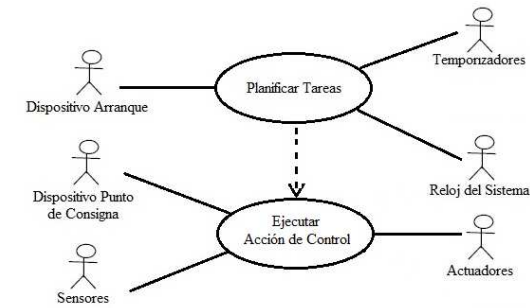 Temporizadores
Planificar Tareas
Dispositivo Arranque
Reloj del Sistema
Dispositivo Punto
de Consigna
Ejecutar
Acción de Control
Actuadores
Sensores